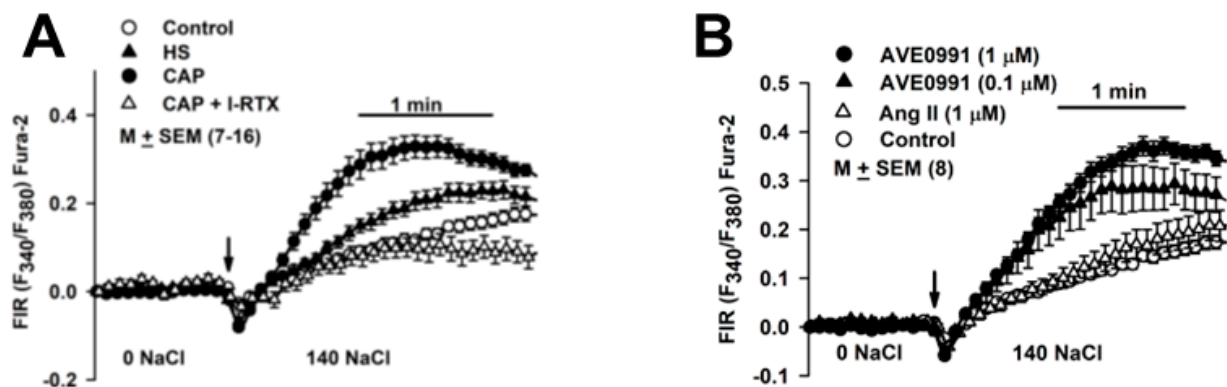 A
Control
HS
CAP
CAP + I-RTX
M ± SEM (7-16)
1 min
FIR (F340/F380) Fura-2
0.4
0.2
0.0
-0.2
0 NaCl
140 NaCl
B
AVE0991 (1 μM)
AVE0991 (0.1 μM)
Ang II (1 μM)
Control
M ± SEM (8)
1 min
FIR (F340/F380) Fura-2
0.5
0.4
0.3
0.2
0.1
0.0
-0.1
0 NaCl
140 NaCl